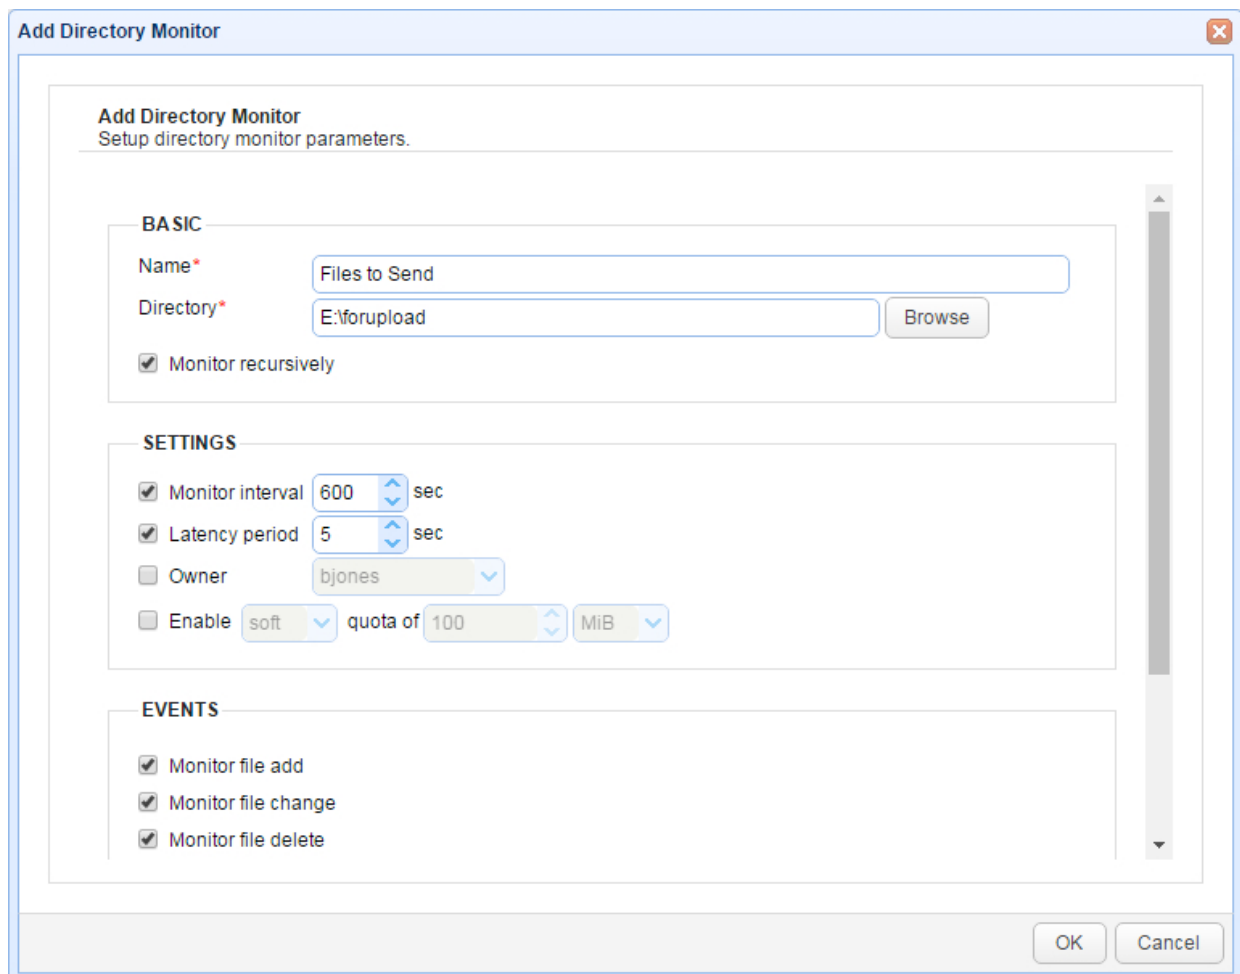 Add Directory Monitor
Add Directory Monitor
Setup directory monitor parameters.
BASIC
Name*
Files to Send
Directory*
E:\forupload
Browse
Monitor recursively
SETTINGS
Monitor interval 600 sec
Latency period 5 sec
Owner bjones
Enable soft quota of 100 MiB
EVENTS
Monitor file add
Monitor file change
Monitor file delete
OK Cancel